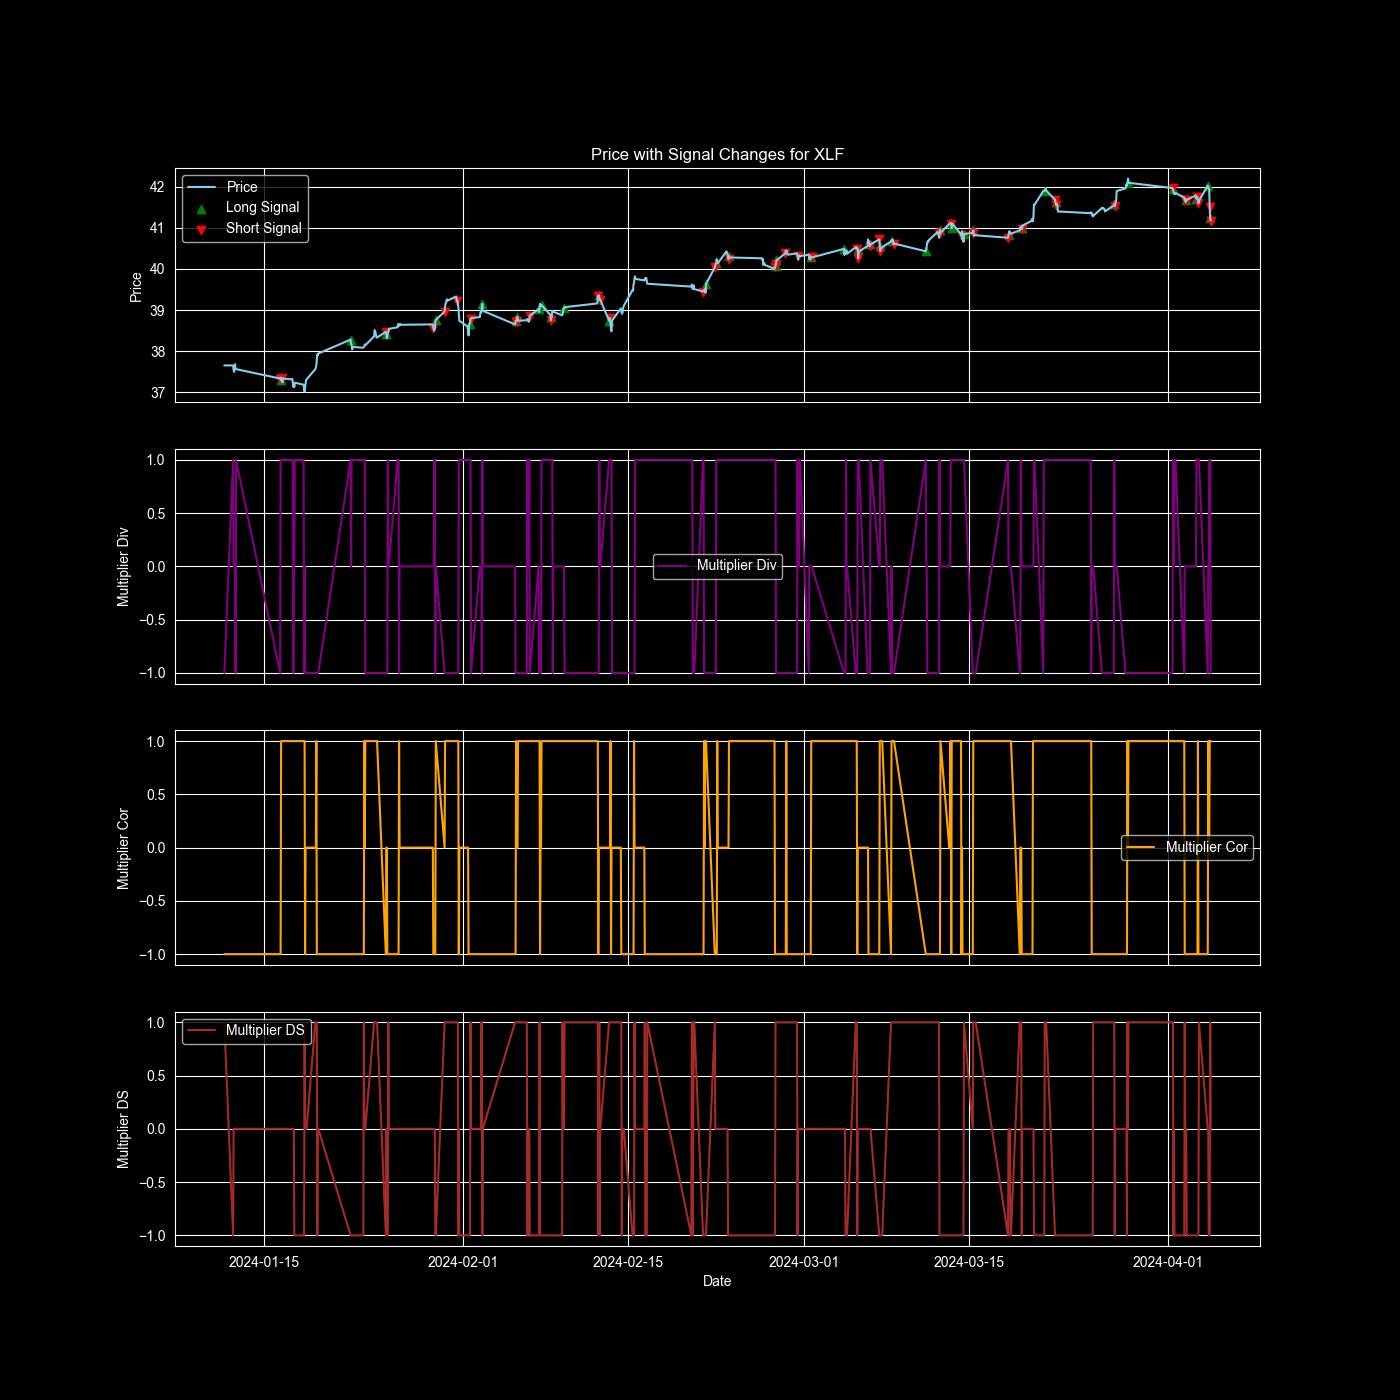 Price with Signal Changes for XLF
Price
Long Signal
Short Signal
42
41
40
39
38
37
Price
1.0
0.5
0.0
−0.5
−1.0
Multiplier Div
Multiplier Div
1.0
0.5
0.0
−0.5
−1.0
Multiplier Cor
Multiplier Cor
1.0
0.5
0.0
−0.5
−1.0
Multiplier DS
Multiplier DS
2024-01-15 2024-02-01 2024-02-15 2024-03-01 2024-03-15 2024-04-01
Date